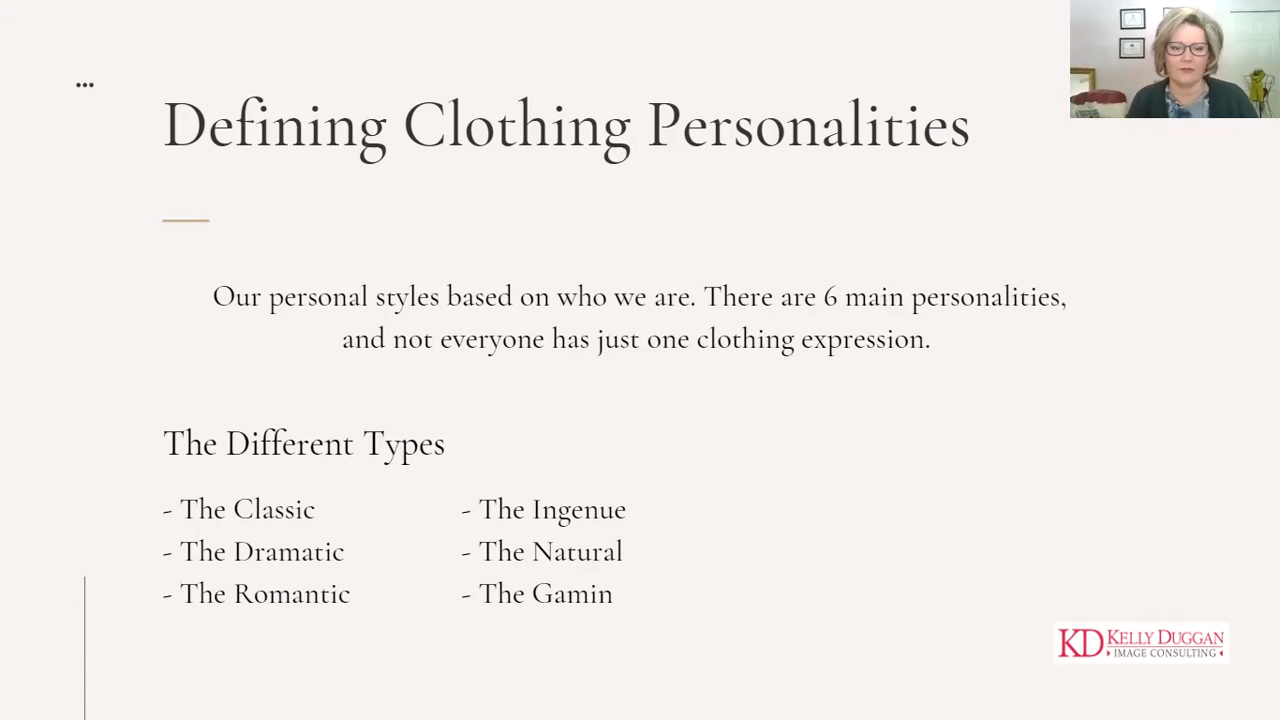 ...
Defining Clothing Personalities
Our personal styles based on who we are. There are 6 main personalities,
and not everyone has just one clothing expression.
The Different Types
- The Classic
- The Dramatic
- The Romantic
- The Ingenue
- The Natural
- The Gamin
KD KELLY DUGGAN
IMAGE CONSULTING